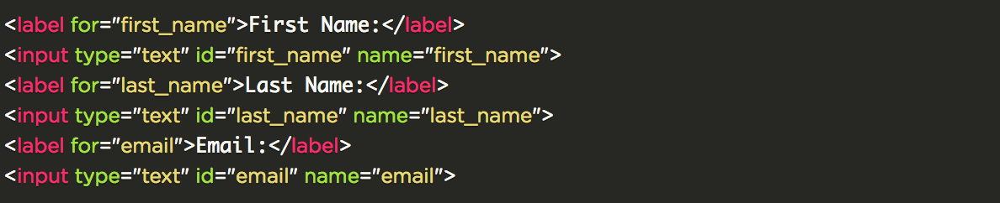 <label for="first_name">First Name:</label>
<input type="text" id="first_name" name="first_name">
<label for="last_name">Last Name:</label>
<input type="text" id="last_name" name="last_name">
<label for="email">Email:</label>
<input type="text" id="email" name="email">